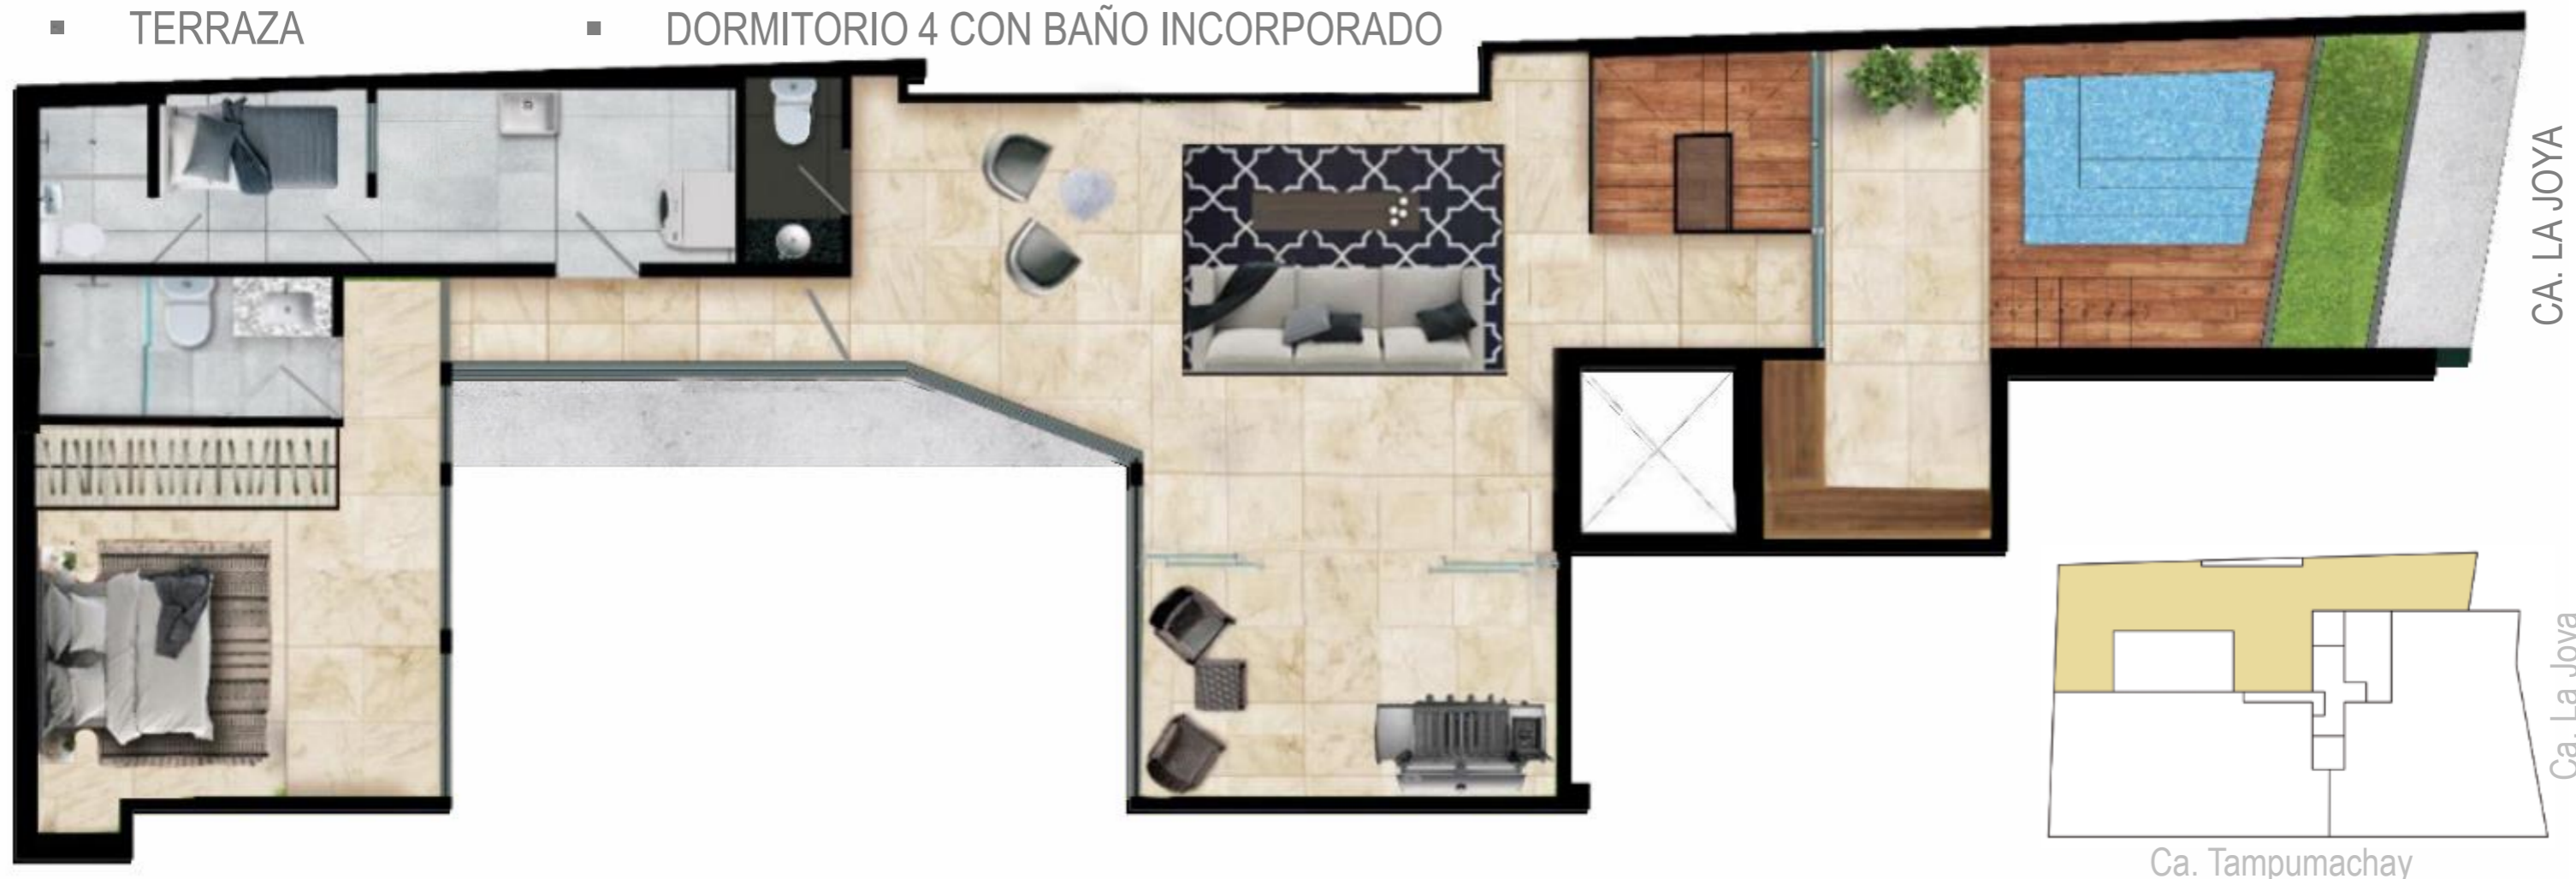 ▪ TERRAZA
▪ DORMITORIO 4 CON BAÑO INCORPORADO
CA. LA JOYA
Ca. La Joya
Ca. Tampumachay